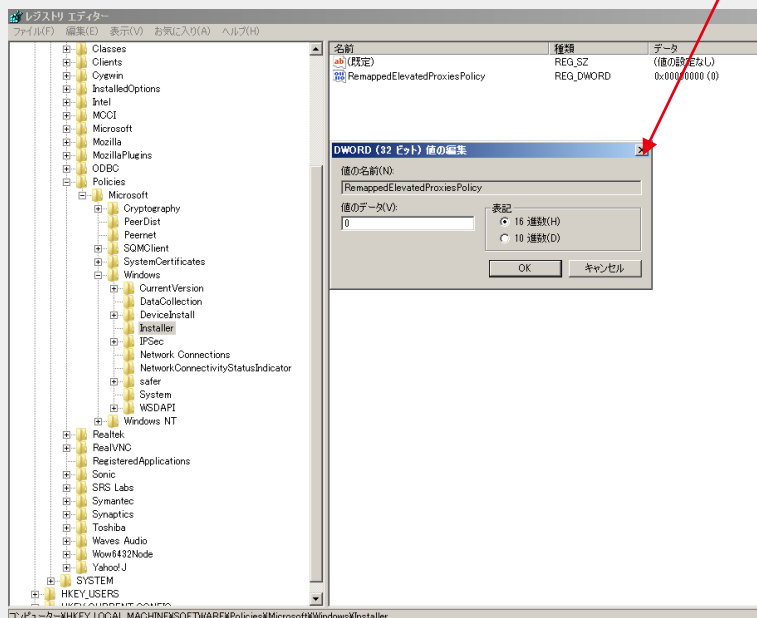 レジストリ エディター
ファイル(F) 編集(E) 表示(V) お気に入り(A) ヘルプ(H)
Classes
Clients
Cygwin
InstalledOptions
Intel
MCCI
Microsoft
Mozilla
MozillaPlugins
ODBC
Policies
Microsoft
Cryptography
PeerDist
Peernet
SQMClient
SystemCertificates
Windows
CurrentVersion
DataCollection
DeviceInstall
Installer
IPSec
Network Connections
NetworkConnectivityStatusIndicator
safer
System
WSDAPI
Windows NT
Realtek
RealVNC
RegisteredApplications
Sonic
SRS Labs
Symantec
Synaptics
Toshiba
Waves Audio
Wow6432Node
Yahoo!J
SYSTEM
HKEY_USERS
HKEY_CURRENT_CONFIG
名前 種類 データ
(既定) REG_SZ (値の設定なし)
RemappedElevatedProxiesPolicy REG_DWORD 0x00000000 (0)
DWORD (32 ビット) 値の編集
値の名前(N):
RemappedElevatedProxiesPolicy
値のデータ(V):
0
表記
16 進数(H)
10 進数(D)
OK キャンセル
コンピューター¥HKEY_LOCAL_MACHINE¥SOFTWARE¥Policies¥Microsoft¥Windows¥Installer